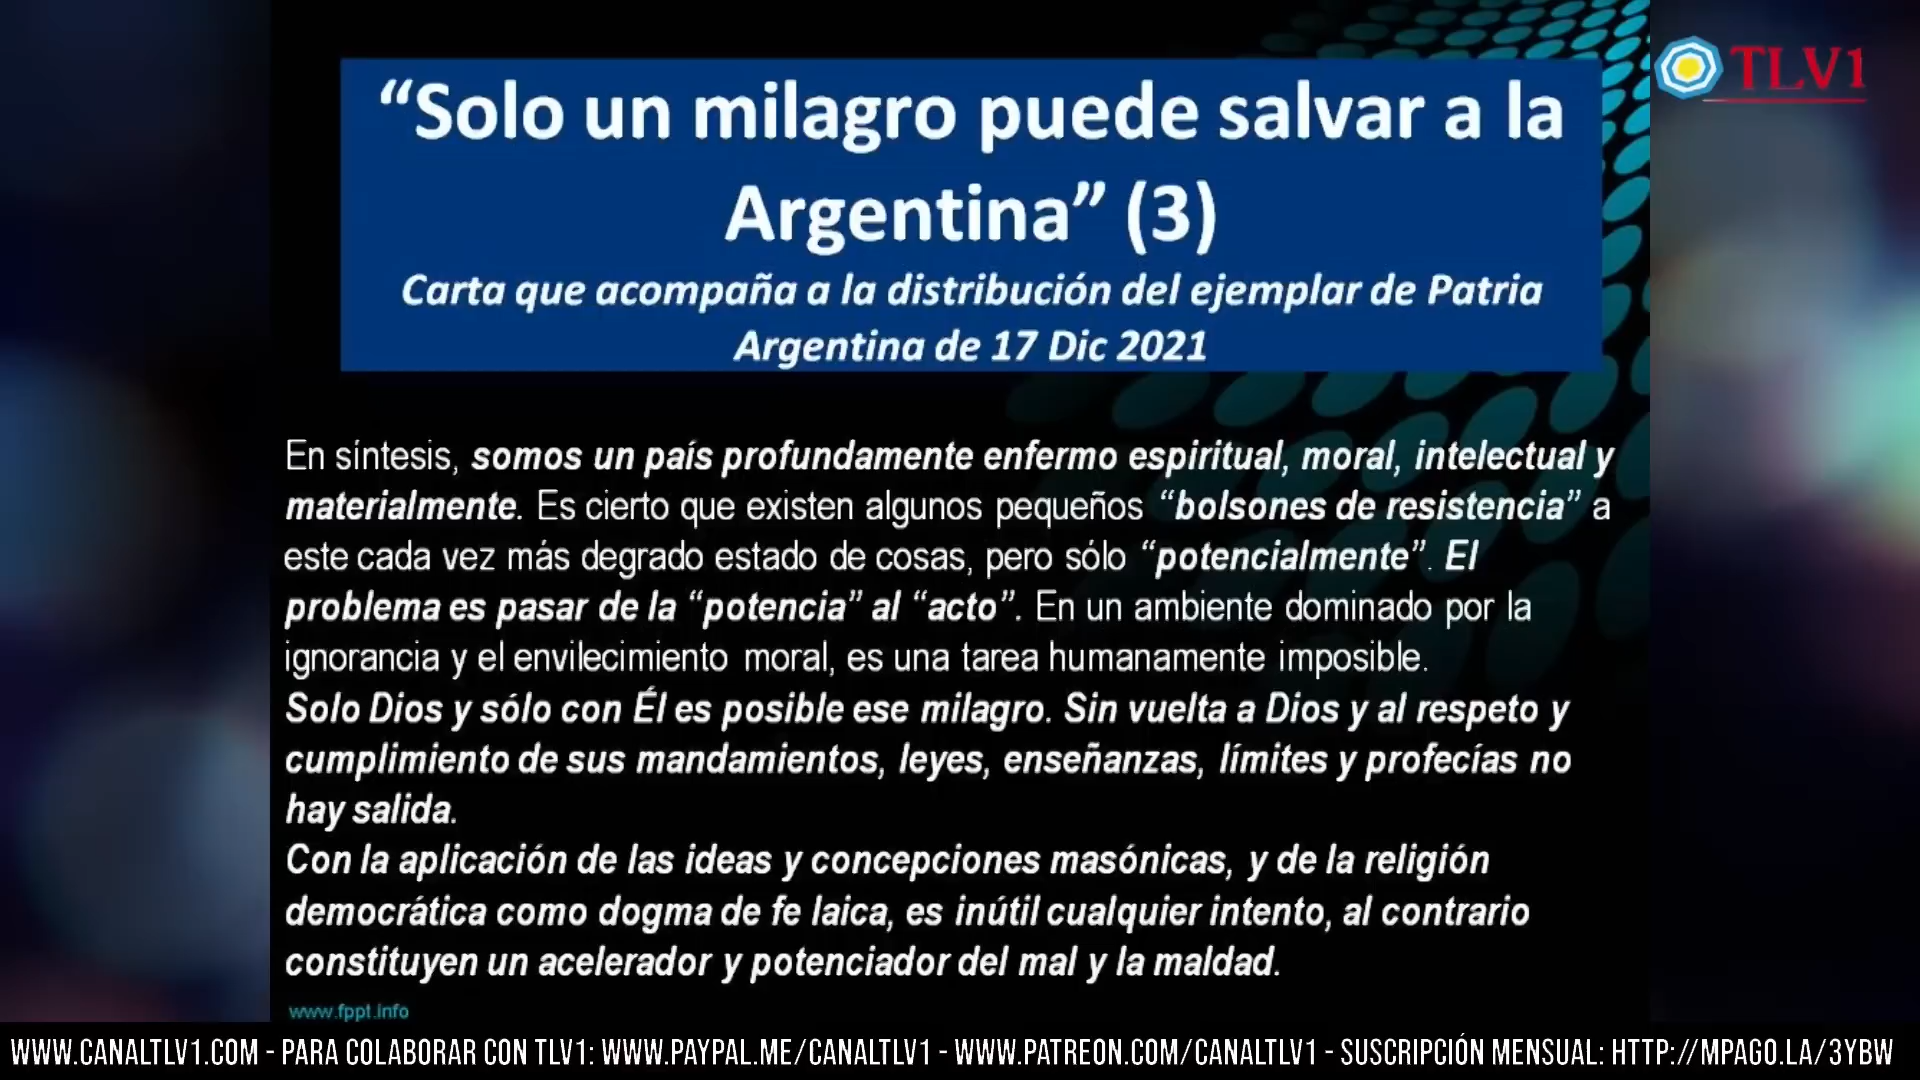 TLV1
“Solo un milagro puede salvar a la
Argentina” (3)
Carta que acompaña a la distribución del ejemplar de Patria
Argentina de 17 Dic 2021
En síntesis, somos un país profundamente enfermo espiritual, moral, intelectual y
materialmente. Es cierto que existen algunos pequeños “bolsones de resistencia” a
este cada vez más degrado estado de cosas, pero sólo “potencialmente”. El
problema es pasar de la “potencia” al “acto”. En un ambiente dominado por la
ignorancia y el envilecimiento moral, es una tarea humanamente imposible.
Solo Dios y sólo con Él es posible ese milagro. Sin vuelta a Dios y al respeto y
cumplimiento de sus mandamientos, leyes, enseñanzas, límites y profecías no
hay salida.
Con la aplicación de las ideas y concepciones masónicas, y de la religión
democrática como dogma de fe laica, es inútil cualquier intento, al contrario
constituyen un acelerador y potenciador del mal y la maldad.
www.fppt.info
WWW.CANALTLV1.COM - PARA COLABORAR CON TLV1: WWW.PAYPAL.ME/CANALTLV1 - WWW.PATREON.COM/CANALTLV1 - SUSCRIPCIÓN MENSUAL: HTTP://MPAGO.LA/3YBW